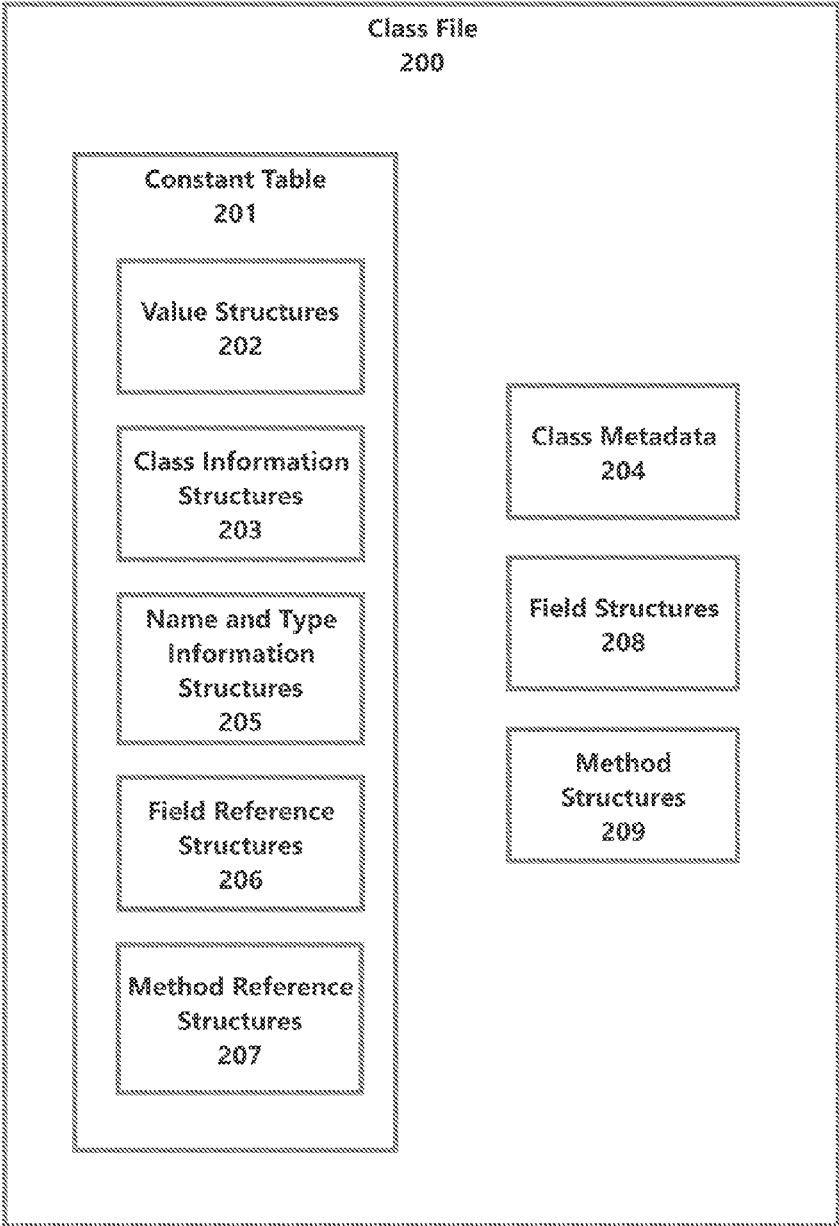 Class File
200
Constant Table
201
Value Structures
202
Class Information
Structures
203
Name and Type
Information
Structures
205
Field Reference
Structures
206
Method Reference
Structures
207
Class Metadata
204
Field Structures
208
Method
Structures
209